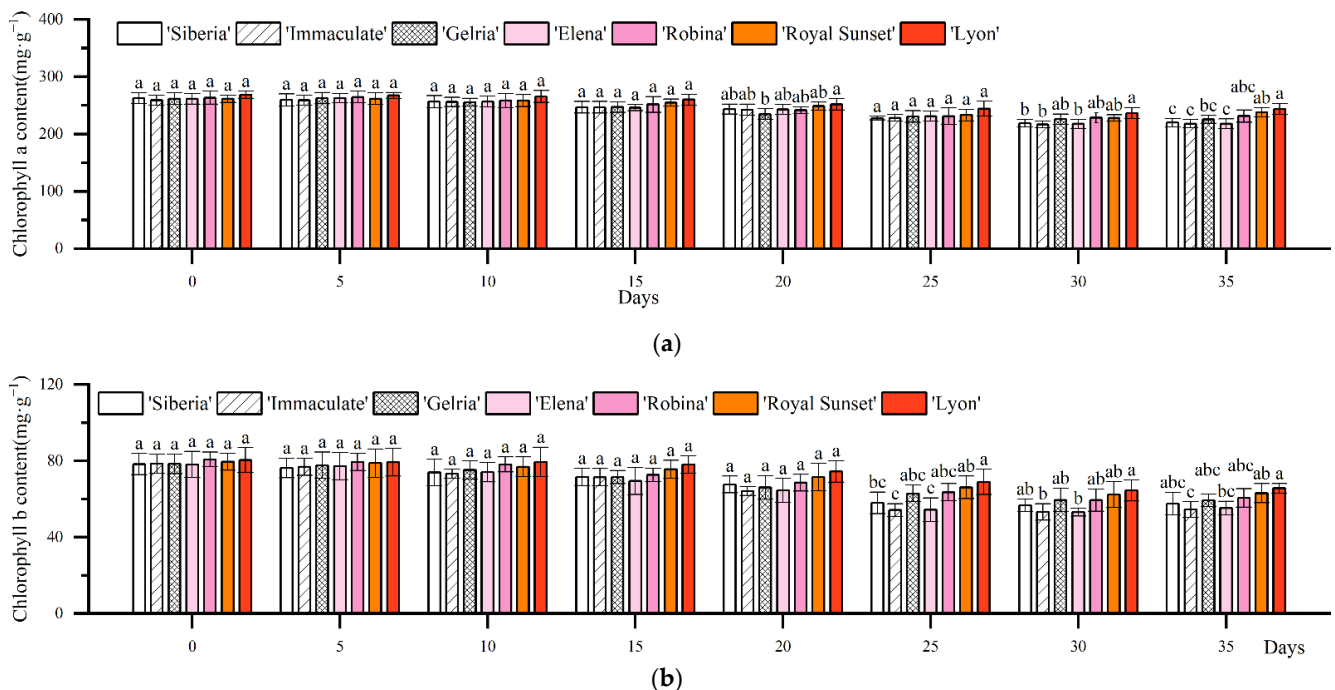 400
'Siberia' 'Immaculate' 'Gelria' 'Elena' 'Robina' 'Royal Sunset' 'Lyon'
300
a a a a a a a a a a a a a a a a a a a a a a a a a a a a ab ab b ab ab ab a a a a a a a a b b ab b ab ab a c c bc c abc ab a
200
100
0
Chlorophyll a content(mg·g⁻¹)
0 5 10 15 20 25 30 35
Days
(a)
120
'Siberia' 'Immaculate' 'Gelria' 'Elena' 'Robina' 'Royal Sunset' 'Lyon'
a a a a a a a a a a a a a a a a a a a a a a a a a a a a a a a a a a a bc c abc c abc ab a ab b ab b ab ab a abc c abc bc abc ab a
80
40
0
Chlorophyll b content(mg·g⁻¹)
0 5 10 15 20 25 30 35 Days
(b)